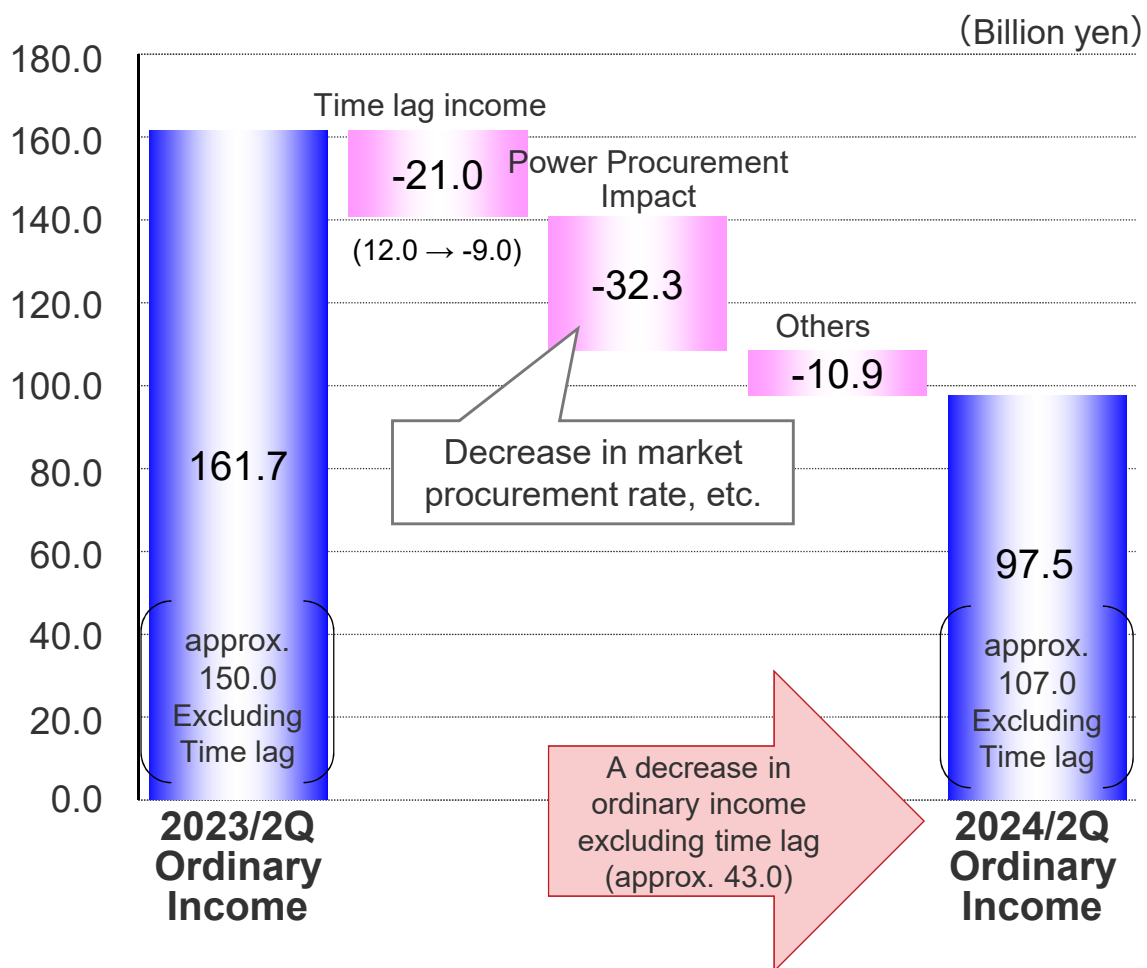 （Billion yen）
180.0
160.0
140.0
120.0
100.0
80.0
60.0
40.0
20.0
0.0
Time lag income
-21.0
(12.0 → -9.0)
Power Procurement
Impact
-32.3
Others
-10.9
Decrease in market
procurement rate, etc.
161.7
approx.
150.0
Excluding
Time lag
97.5
approx.
107.0
Excluding
Time lag
A decrease in
ordinary income
excluding time lag
(approx. 43.0)
2023/2Q
Ordinary
Income
2024/2Q
Ordinary
Income